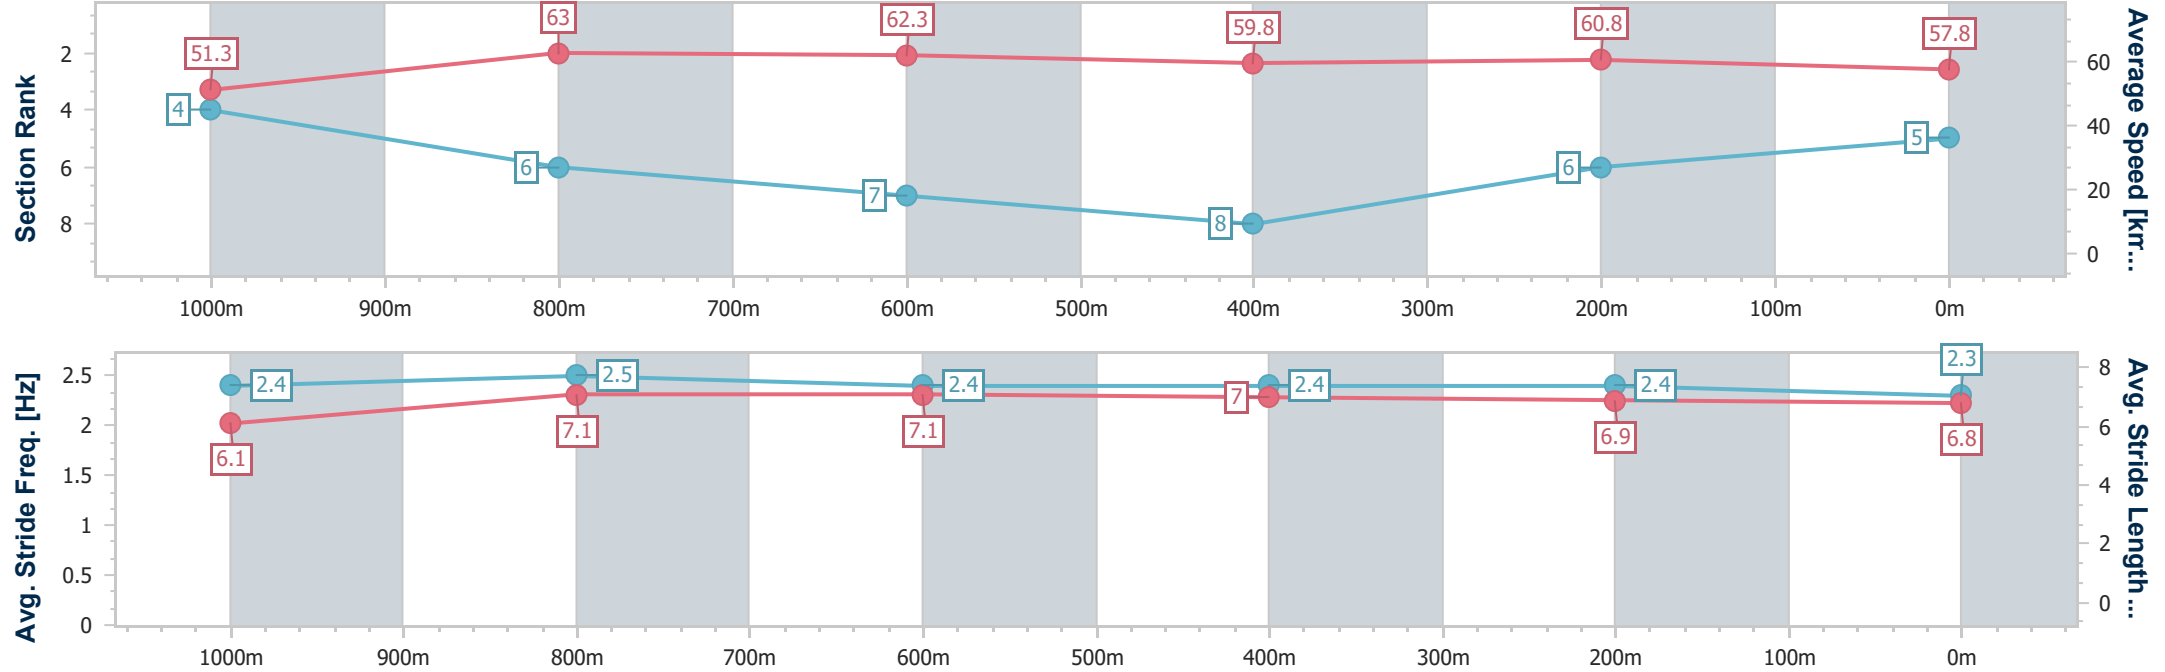 Section Rank
2
4
6
8
51.3
63
62.3
59.8
60.8
57.8
4
6
7
8
6
5
60
40
20
0
Average Speed [km...
1000m
900m
800m
700m
600m
500m
400m
300m
200m
100m
0m
Avg. Stride Freq. [Hz]
2.5
2
1.5
1
0.5
0
2.4
2.5
2.4
2.4
2.4
2.3
6.1
7.1
7.1
7
6.9
6.8
8
6
4
2
0
Avg. Stride Length ...
1000m
900m
800m
700m
600m
500m
400m
300m
200m
100m
0m